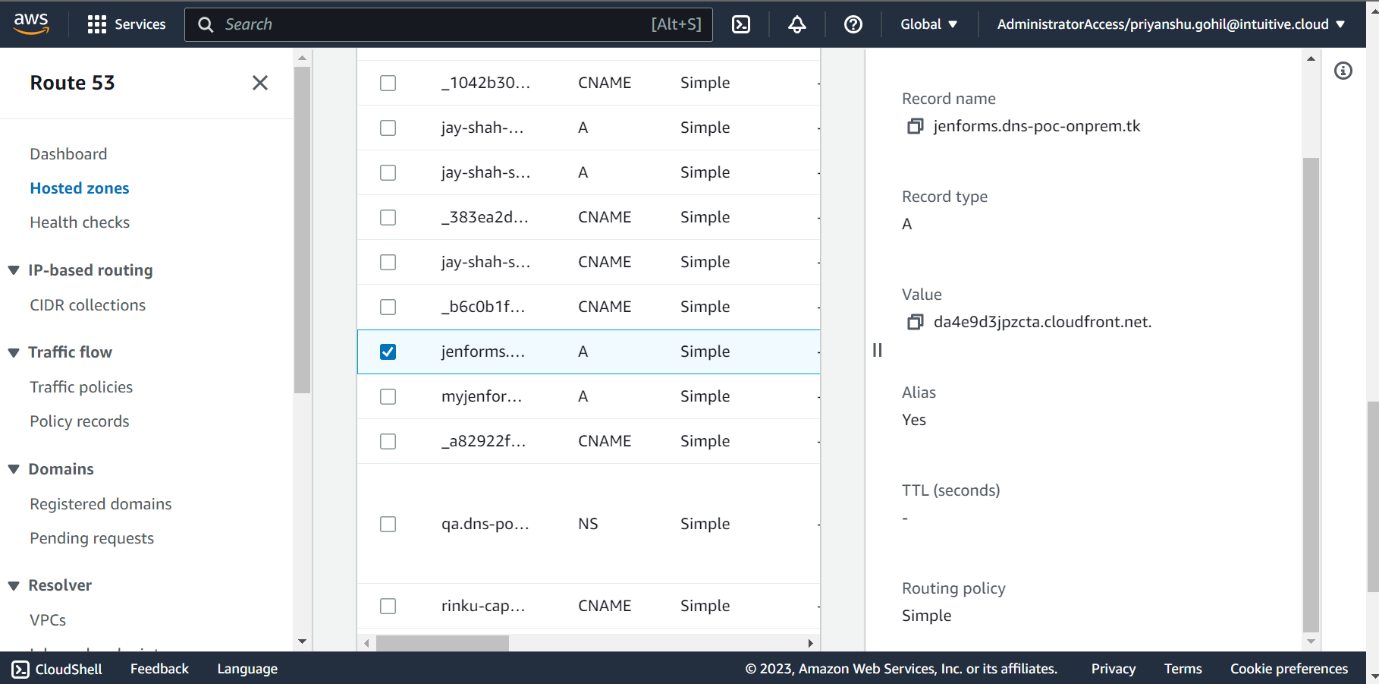 aws
Services
Search
[Alt+S]
Global
AdministratorAccess/priyanshu.gohil@intuitive.cloud
Route 53
Dashboard
Hosted zones
Health checks
IP-based routing
CIDR collections
Traffic flow
Traffic policies
Policy records
Domains
Registered domains
Pending requests
Resolver
VPCs
_1042b30... CNAME Simple -
jay-shah-... A Simple -
jay-shah-s... A Simple -
_383ea2d... CNAME Simple -
jay-shah-s... CNAME Simple -
_b6c0b1f... CNAME Simple -
jenforms.... A Simple -
myjenfor... A Simple -
_a82922f... CNAME Simple -
qa.dns-po... NS Simple -
rinku-cap... CNAME Simple -
Record name
jenforms.dns-poc-onprem.tk
Record type
A
Value
da4e9d3jpzcta.cloudfront.net.
Alias
Yes
TTL (seconds)
-
Routing policy
Simple
CloudShell
Feedback
Language
© 2023, Amazon Web Services, Inc. or its affiliates.
Privacy
Terms
Cookie preferences